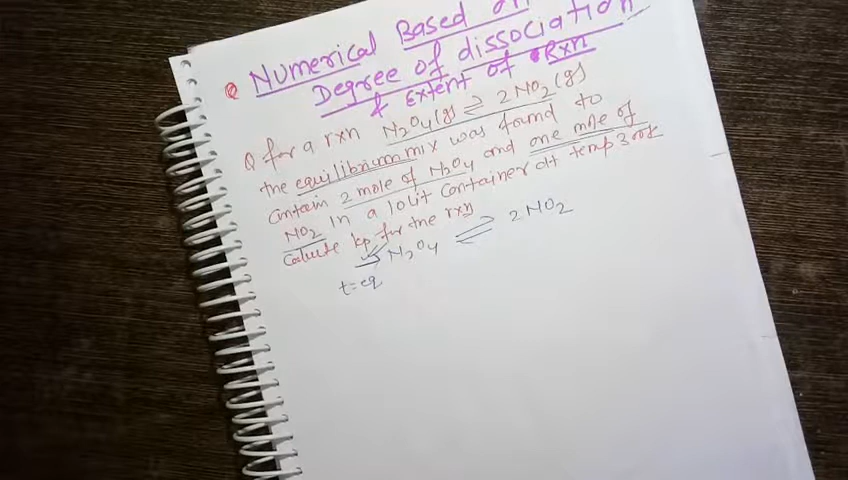 Numerical Based on
Degree of dissociation
& Extent of Rxn
Q for a rxn N₂O₄(g) ⇌ 2NO₂(g)
the equilibrium mix was found to
contain 2 mole of N₂O₄ and one mole of
NO₂ In a 10 lit Container at temp 300K
Calculate kp for the rxn
N₂O₄ ⇌ 2NO₂
t=eq